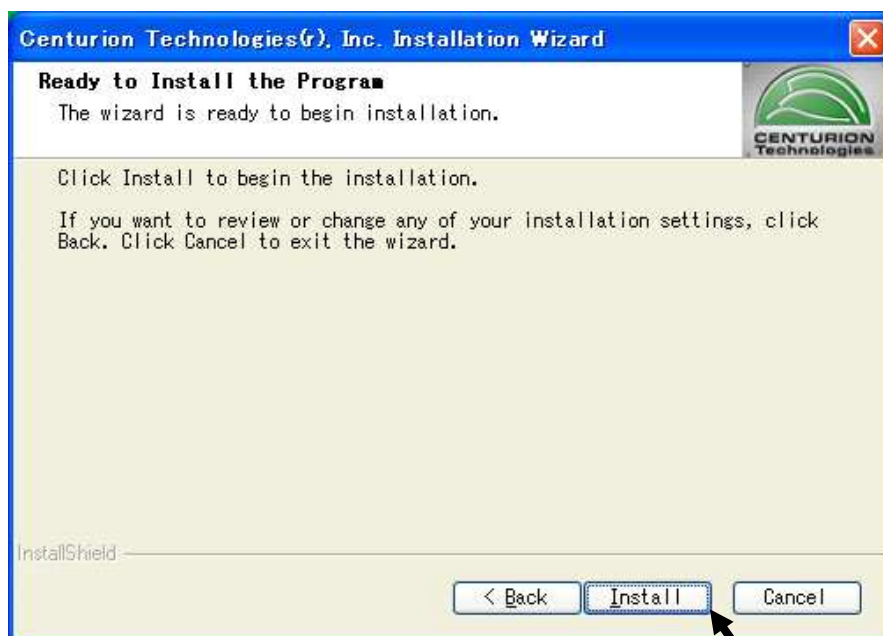 Centurion Technologies(r), Inc. Installation Wizard
Ready to Install the Program
The wizard is ready to begin installation.
CENTURION
Technologies
Click Install to begin the installation.
If you want to review or change any of your installation settings, click
Back. Click Cancel to exit the wizard.
InstallShield
< Back Install Cancel